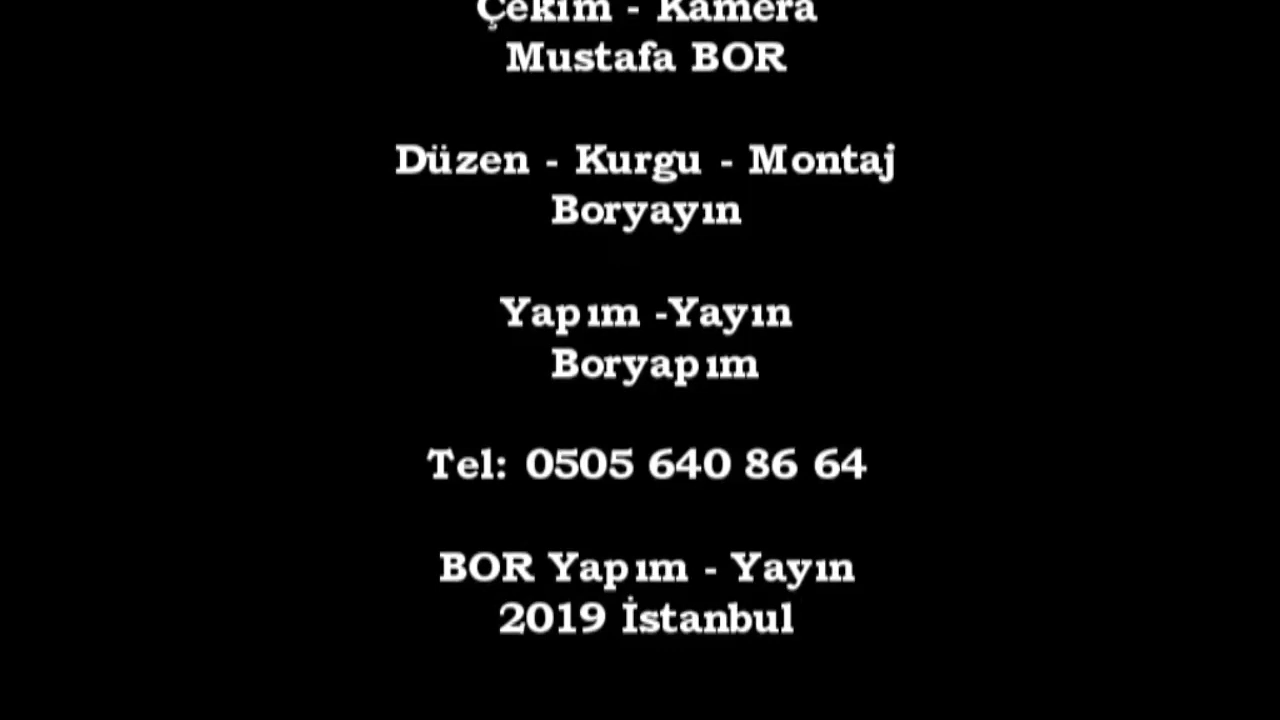 Çekim - Kamera
Mustafa BOR
Düzen - Kurgu - Montaj
Boryayın
Yapım -Yayın
Boryapım
Tel: 0505 640 86 64
BOR Yapım - Yayın
2019 İstanbul